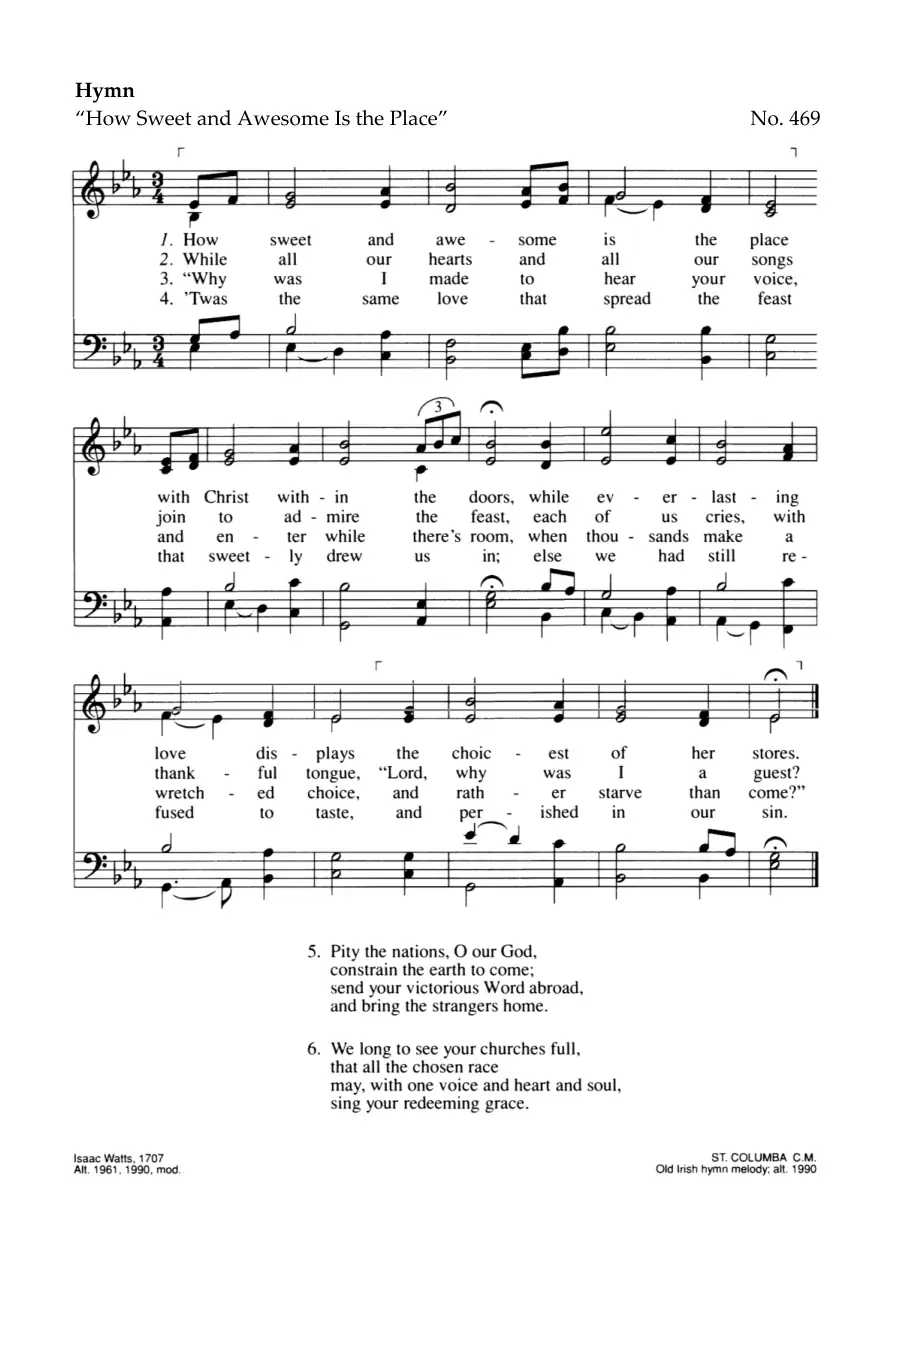 Hymn
“How Sweet and Awesome Is the Place” No. 469
1. How sweet and awe - some is the place
2. While all our hearts and all our songs
3. “Why was I made to hear your voice,
4. ’Twas the same love that spread the feast
3
with Christ with - in the doors, while ev - er - last - ing
join to ad - mire the feast, each of us cries, with
and en - ter while there’s room, when thou - sands make a
that sweet - ly drew us in; else we had still re -
love dis - plays the choic - est of her stores.
thank - ful tongue, “Lord, why was I a guest?
wretch - ed choice, and rath - er starve than come?”
fused to taste, and per - ished in our sin.
5. Pity the nations, O our God,
constrain the earth to come;
send your victorious Word abroad,
and bring the strangers home.
6. We long to see your churches full,
that all the chosen race
may, with one voice and heart and soul,
sing your redeeming grace.
Isaac Watts, 1707 ST. COLUMBA C.M.
Alt. 1961, 1990, mod. Old Irish hymn melody; alt. 1990